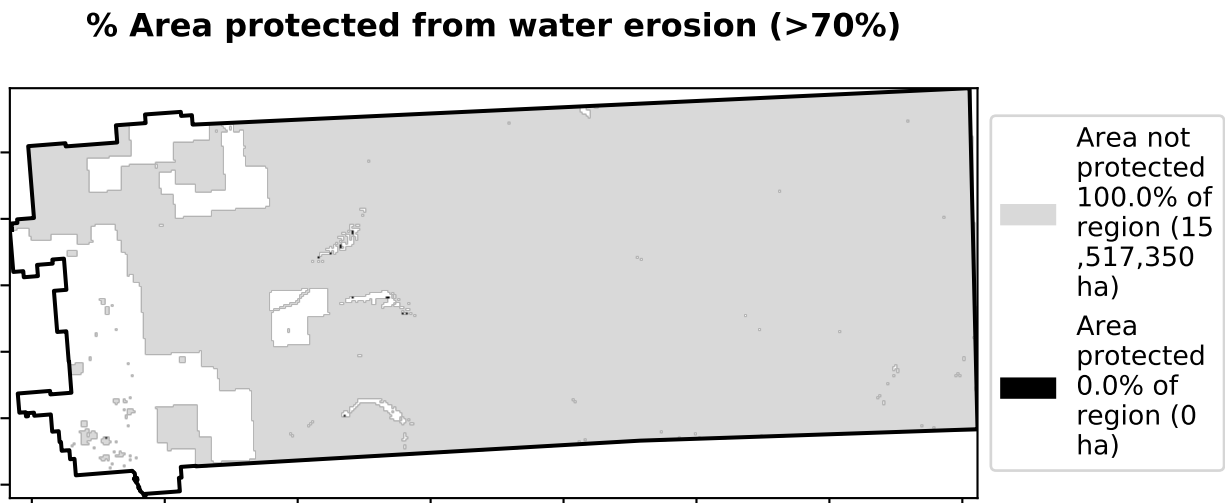 % Area protected from water erosion (>70%)
Area not
protected
100.0% of
region (15
,517,350
ha)
Area
protected
0.0% of
region (0
ha)